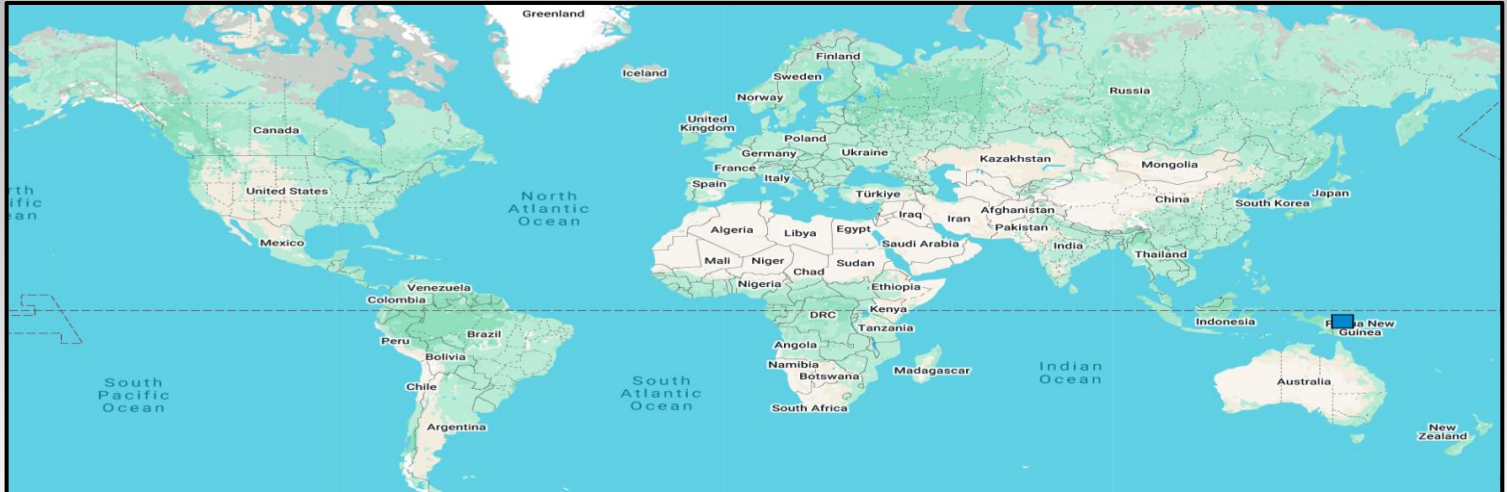 Greenland
Iceland
Finland
Sweden
Norway
Russia
United
Kingdom
Canada
Poland
Germany
Ukraine
France
Kazakhstan
Mongolia
Italy
Spain
United States
North
Atlantic
Ocean
Türkiye
Japan
China
South Korea
Iraq
Iran
Afghanistan
Pakistan
Algeria
Libya
Egypt
Saudi Arabia
Mexico
India
Thailand
Mali
Niger
Chad
Sudan
Nigeria
Ethiopia
Venezuela
Colombia
DRC
Kenya
Indonesia
New
Guinea
Tanzania
Brazil
Peru
Angola
Bolivia
Namibia
Botswana
Madagascar
Indian
Ocean
Australia
South
Pacific
Ocean
Chile
South
Atlantic
Ocean
South Africa
Argentina
New
Zealand